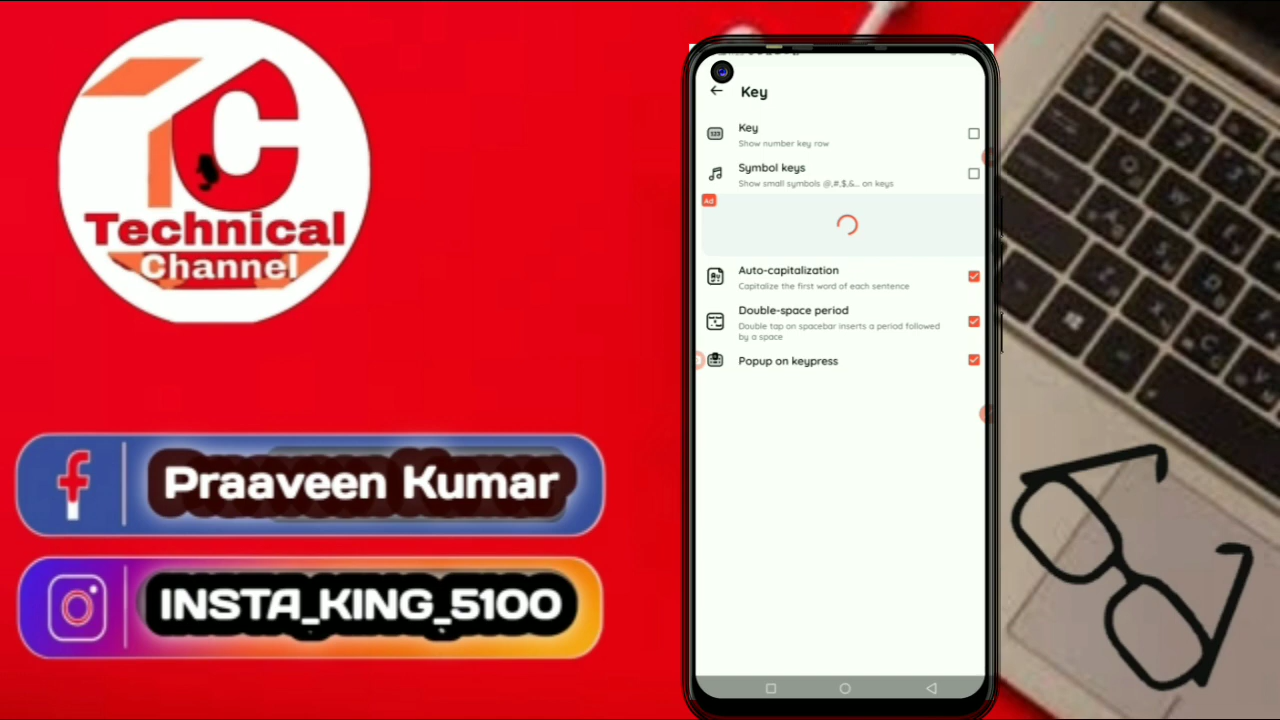 TC
Technical
Channel
Praaveen Kumar
INSTA_KING_5100
Key
123
Key
Show number key row
Symbol keys
Show small symbols @,#,$,&... on keys
Ad
Auto-capitalization
Capitalize the first word of each sentence
Double-space period
Double tap on spacebar inserts a period followed
by a space
Popup on keypress